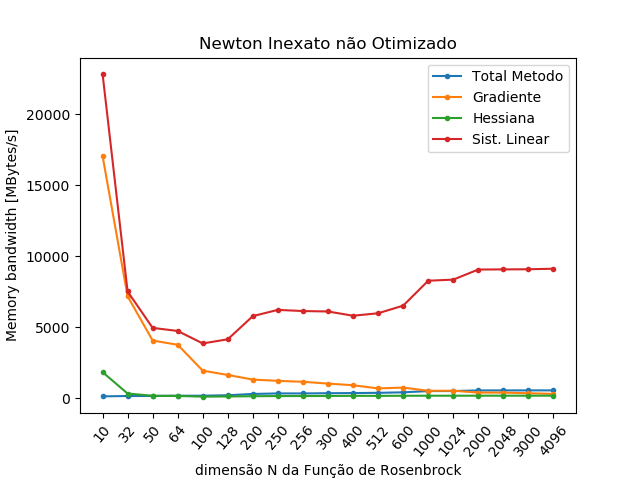 Newton Inexato não Otimizado
Total Metodo
Gradiente
Hessiana
Sist. Linear
Memory bandwidth [MBytes/s]
20000
15000
10000
5000
0
10 32 50 64 100 128 200 250 256 300 400 512 600 1000 1024 2000 2048 3000 4096
dimensão N da Função de Rosenbrock